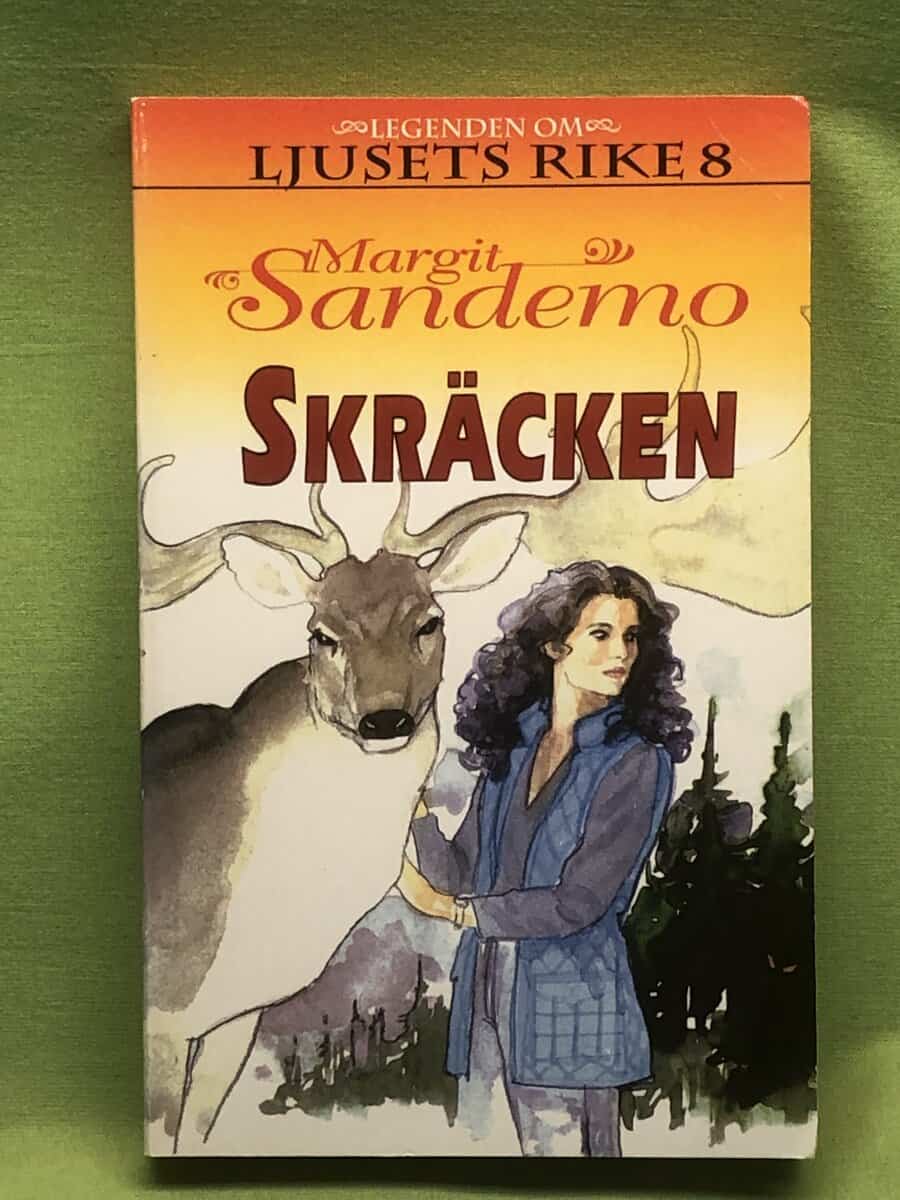 LEGENDEN OM
LJUSETS RIKE 8
Margit
Sandemo
SKRÄCKEN